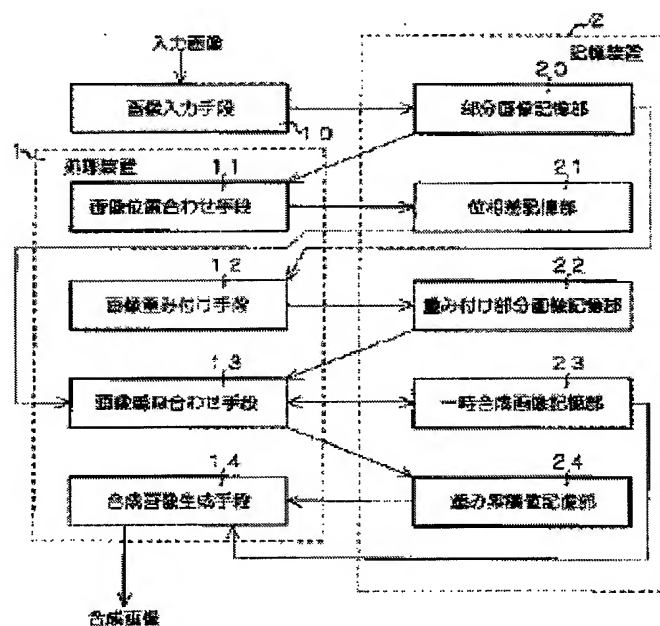 入力画像
2
記憶装置
画像入力手段
10
20
部分画像記憶部
1
処理装置
11
画像位置合わせ手段
21
位相差記憶部
12
画像重み付け手段
22
重み付け部分画像記憶部
13
画像重ね合わせ手段
23
一時合成画像記憶部
14
合成画像生成手段
24
重み累積値記憶部
合成画像